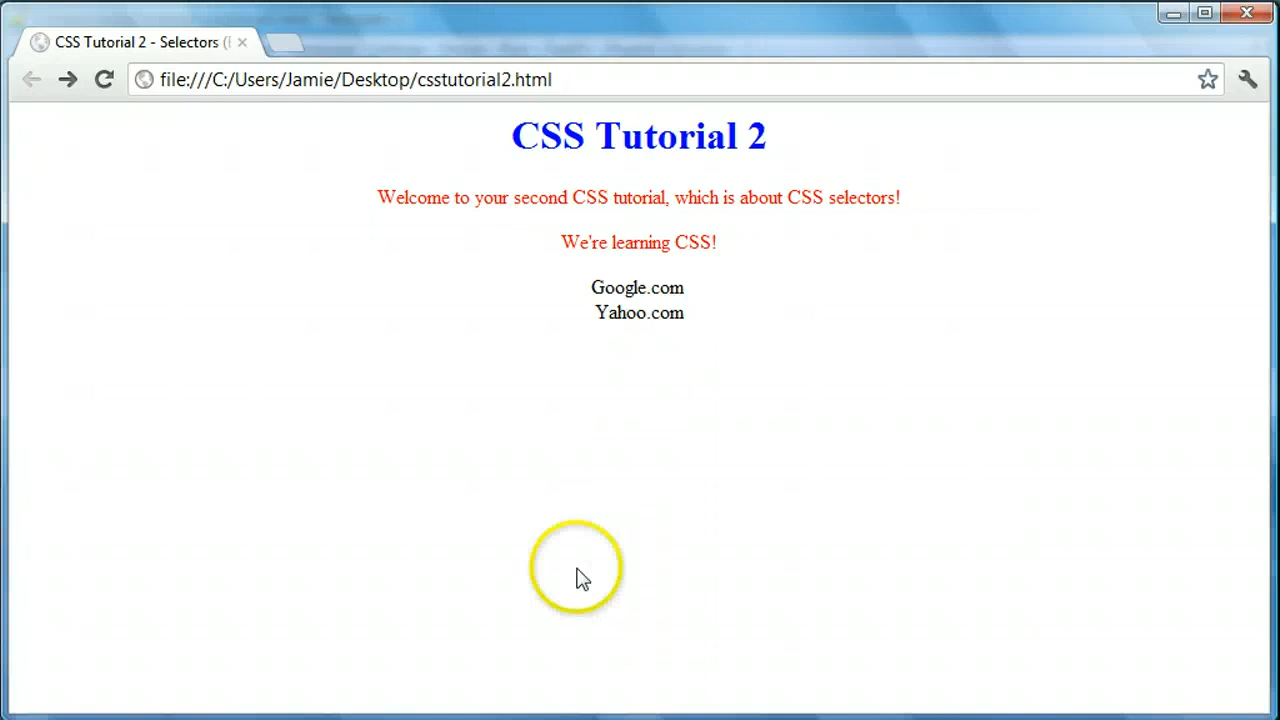 CSS Tutorial 2 - Selectors (
file:///C:/Users/Jamie/Desktop/csstutorial2.html
CSS Tutorial 2
Welcome to your second CSS tutorial, which is about CSS selectors!
We're learning CSS!
Google.com
Yahoo.com